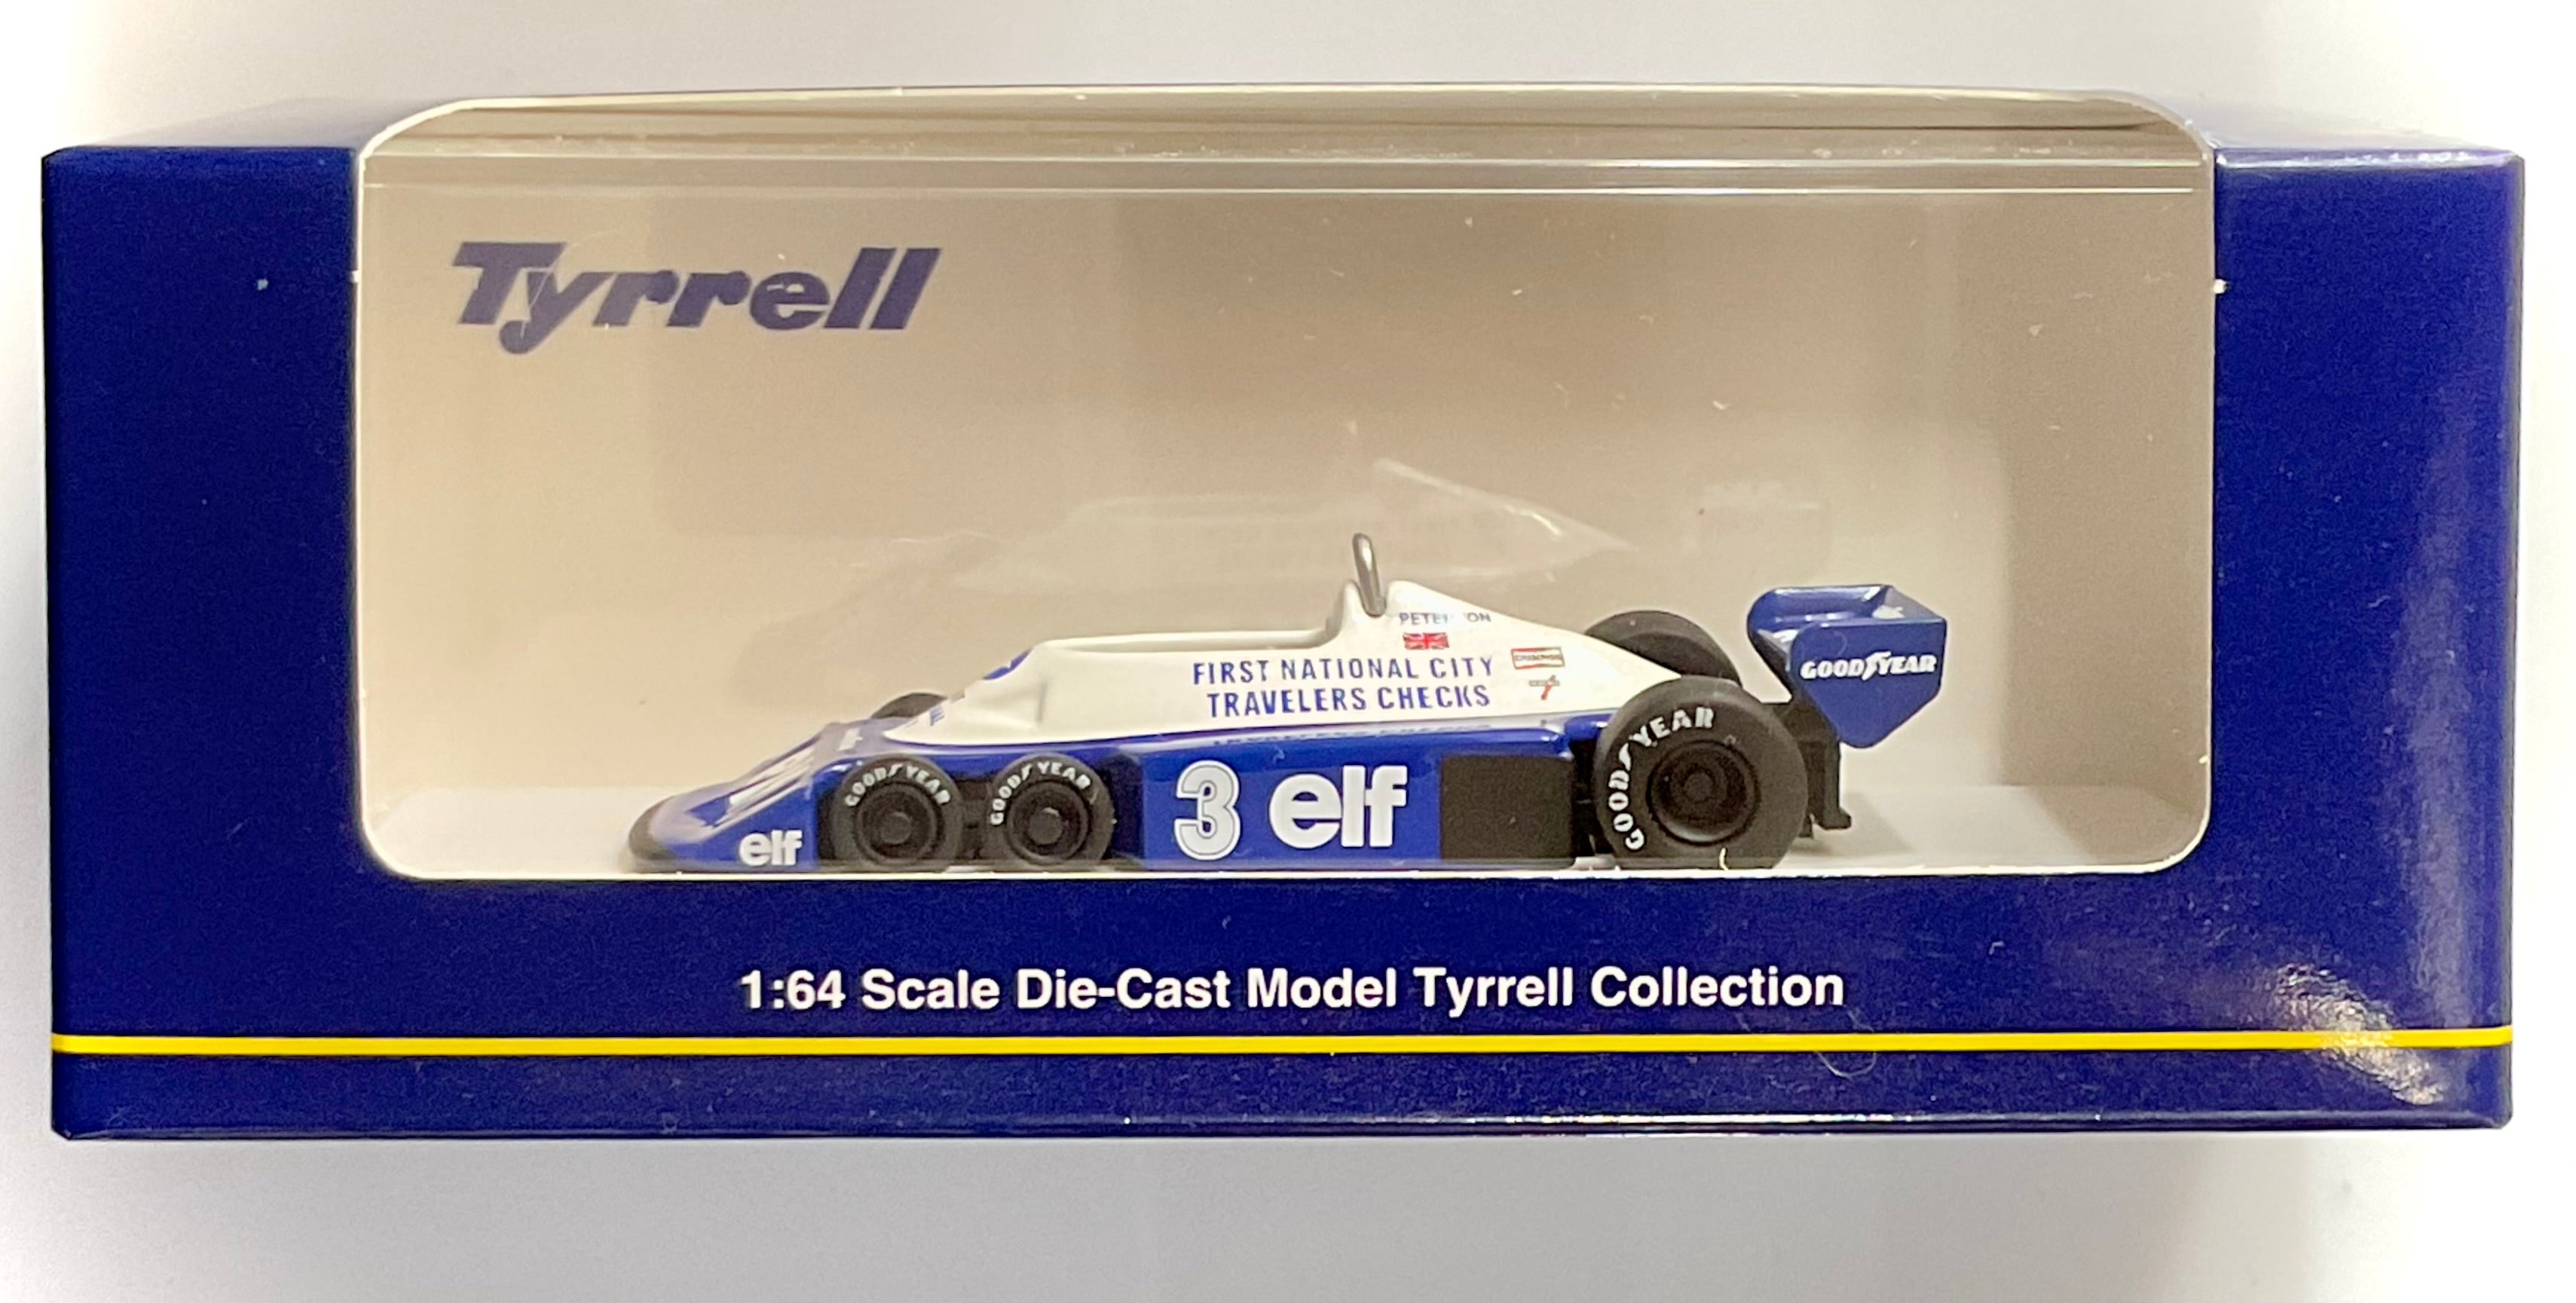 Tyrrell
FIRST NATIONAL CITY
TRAVELERS CHECKS
GOODYEAR
GOODYEAR
GOODYEAR
GOODYEAR
3 elf
elf
1:64 Scale Die-Cast Model Tyrrell Collection